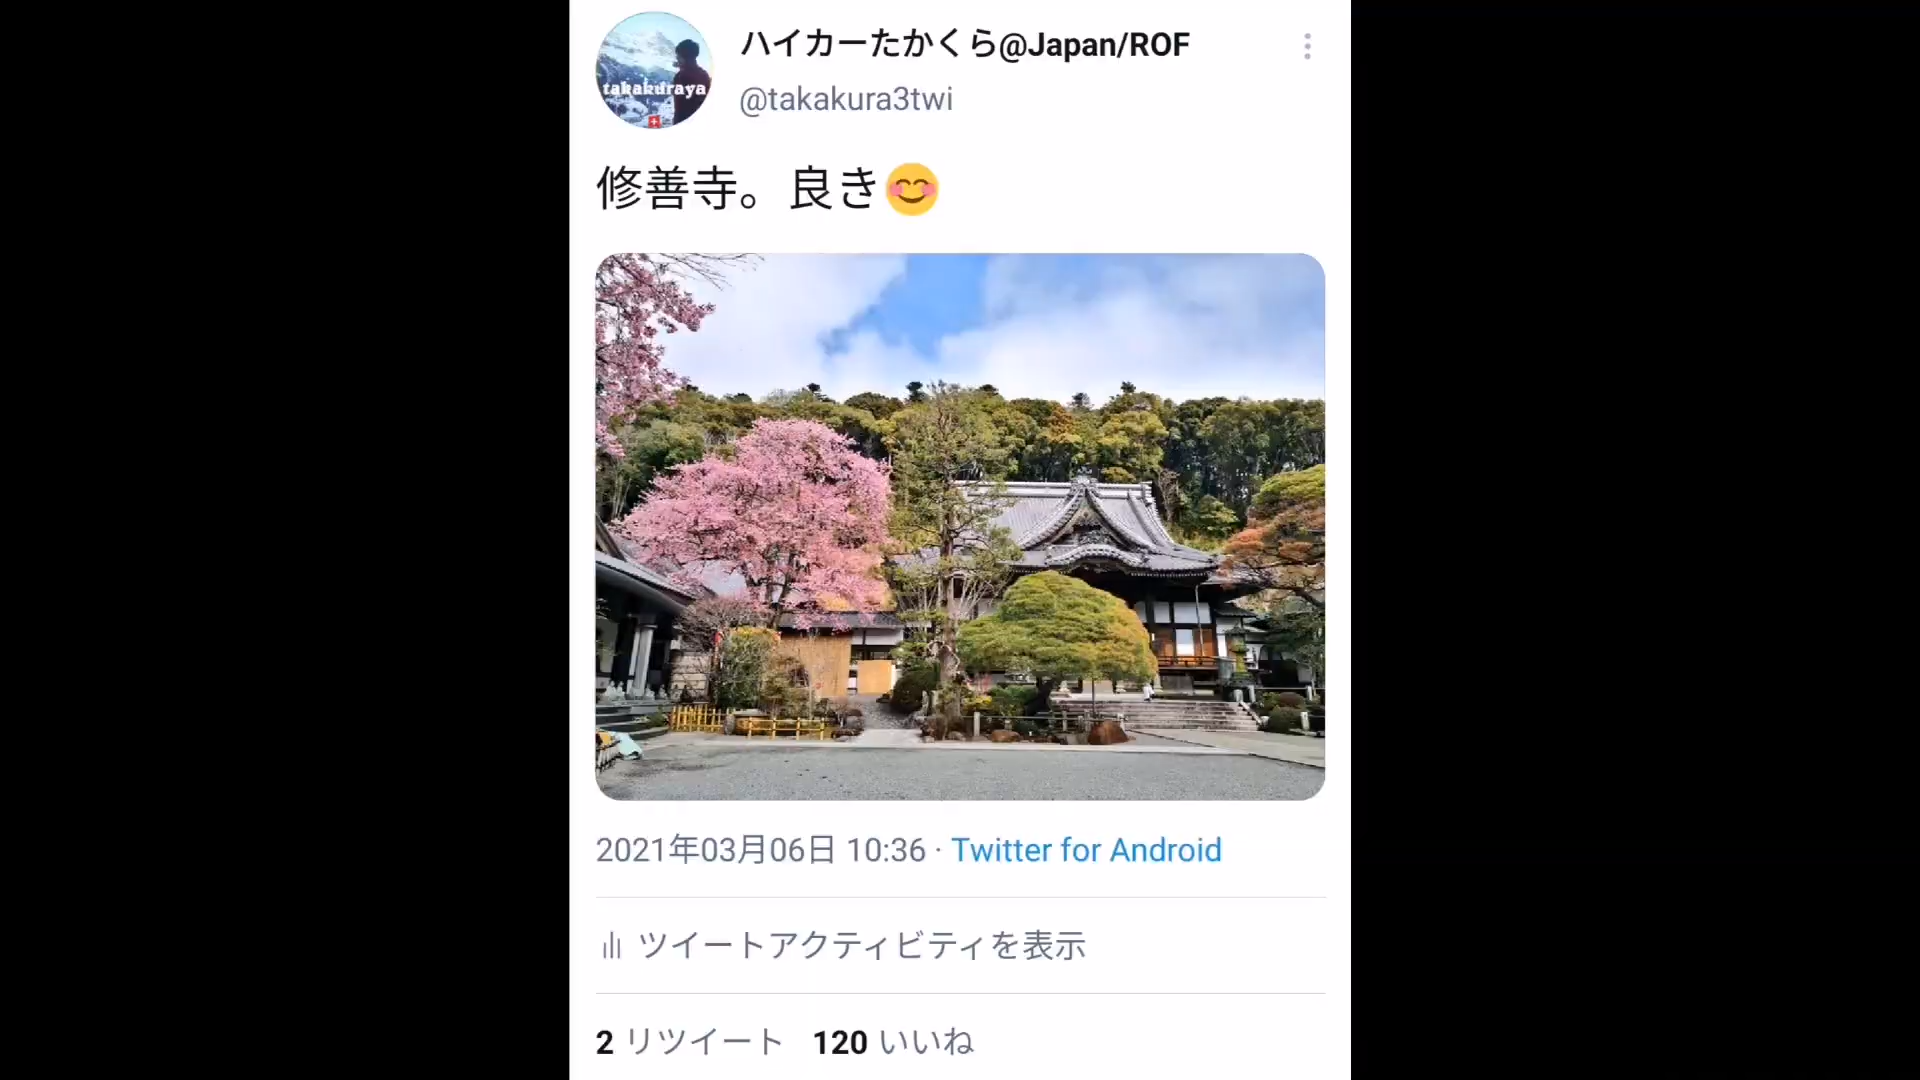 takakuraya
ハイカーたかくら@Japan/ROF
@takakura3twi
修善寺。良き😊
2021年03月06日 10:36 · Twitter for Android
ツイートアクティビティを表示
2 リツイート 120 いいね